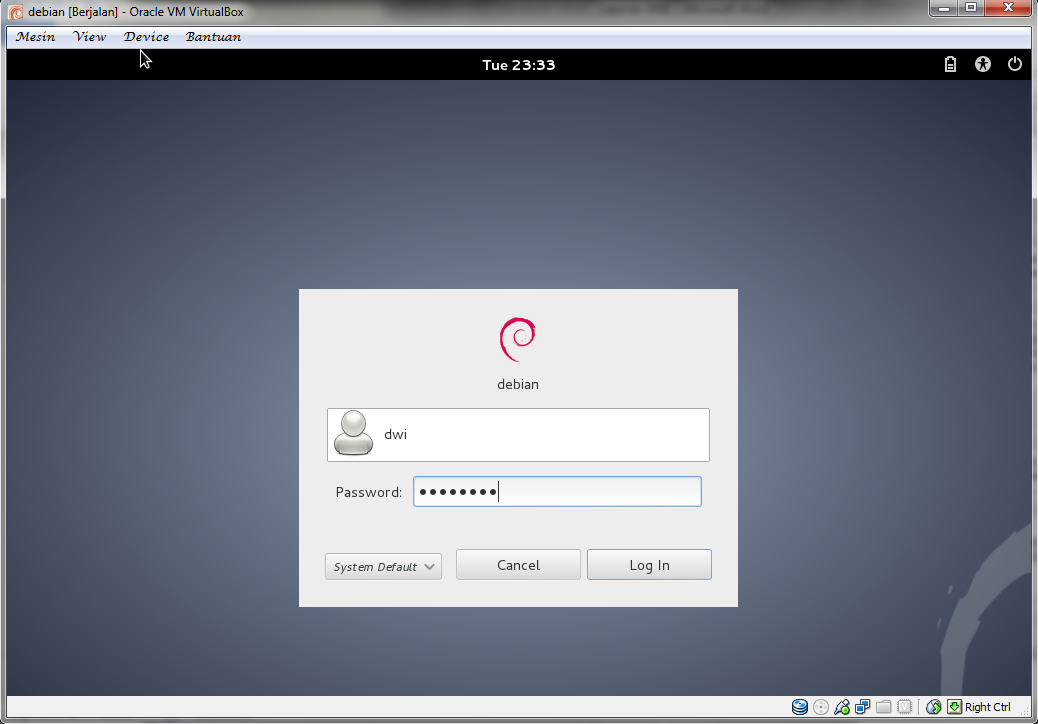 debian [Berjalan] - Oracle VM VirtualBox
Mesin View Device Bantuan
Tue 23:33
debian
dwi
Password: ••••••••
System Default Cancel Log In
Right Ctrl